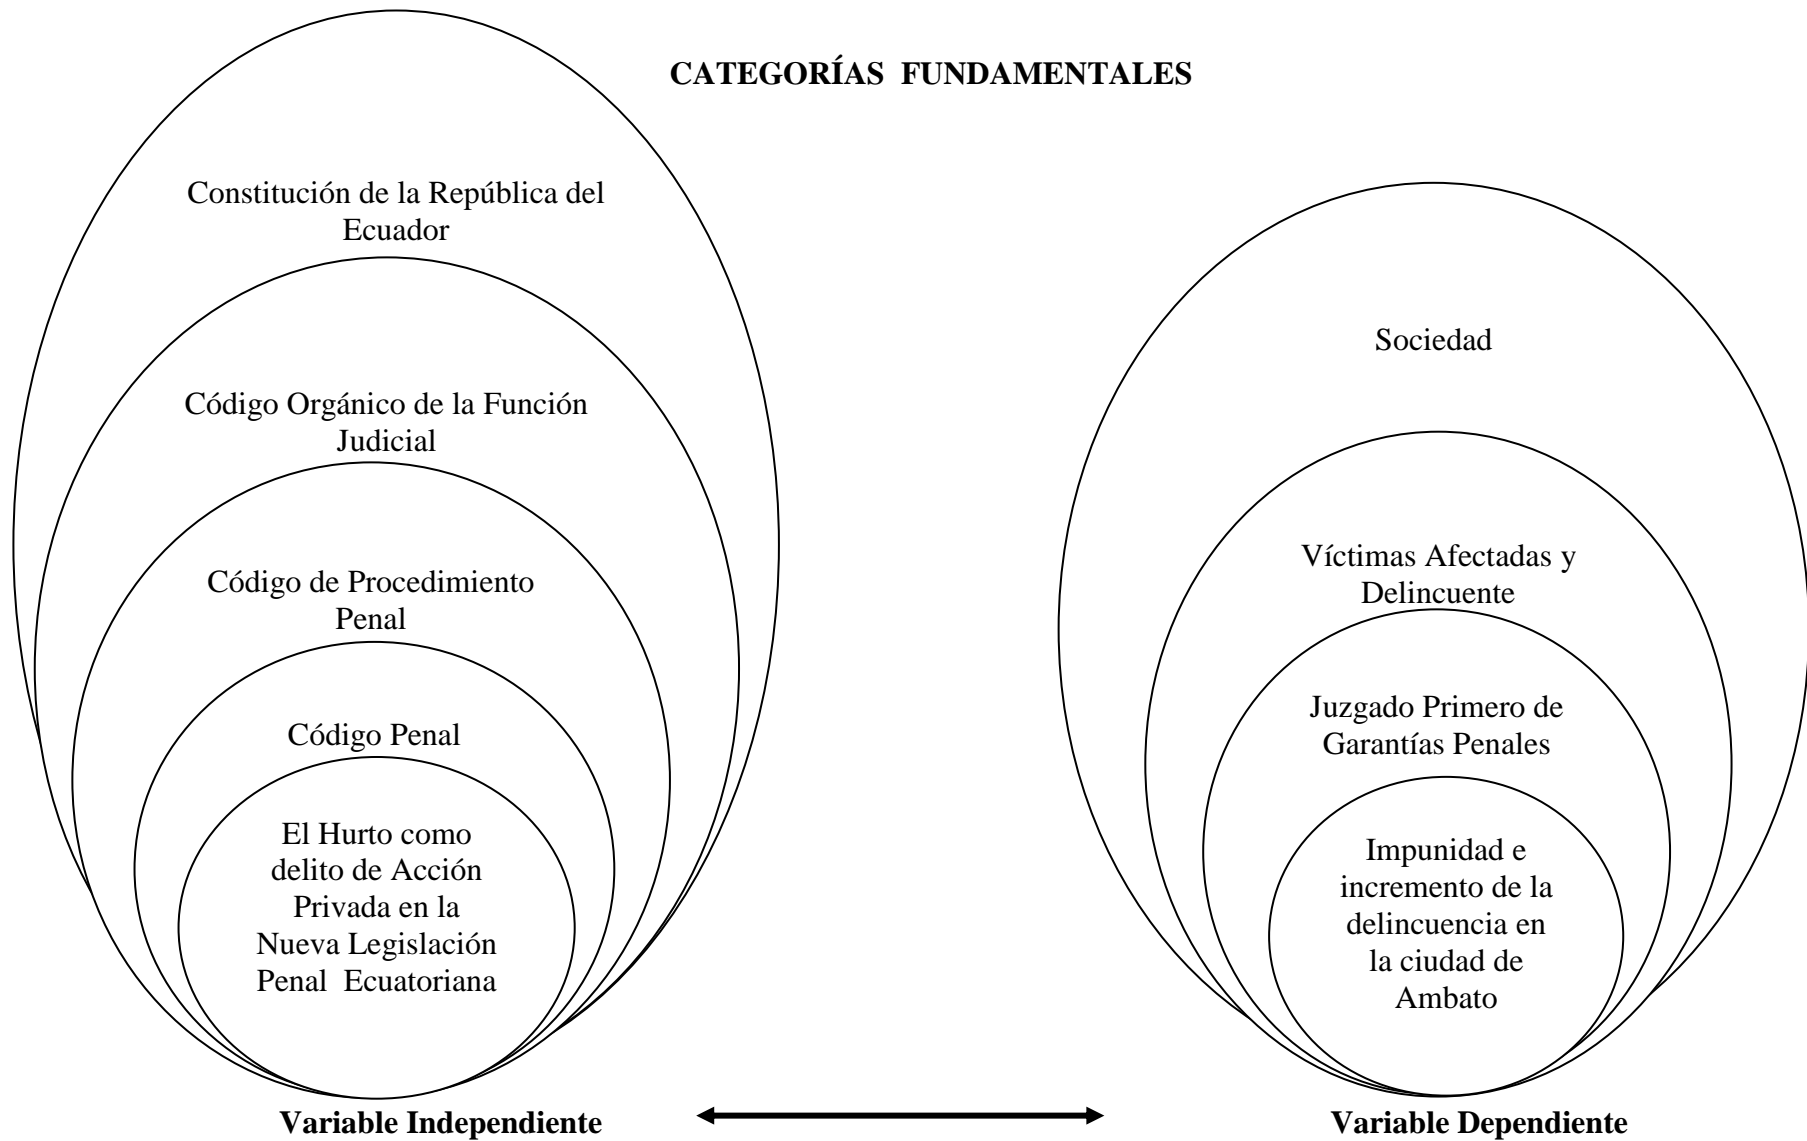 CATEGORÍAS FUNDAMENTALES
Constitución de la República del
Ecuador
Código Orgánico de la Función
Judicial
Código de Procedimiento
Penal
Código Penal
El Hurto como
delito de Acción
Privada en la
Nueva Legislación
Penal Ecuatoriana
Variable Independiente
Sociedad
Víctimas Afectadas y
Delincuente
Juzgado Primero de
Garantías Penales
Impunidad e
incremento de la
delincuencia en
la ciudad de
Ambato
Variable Dependiente